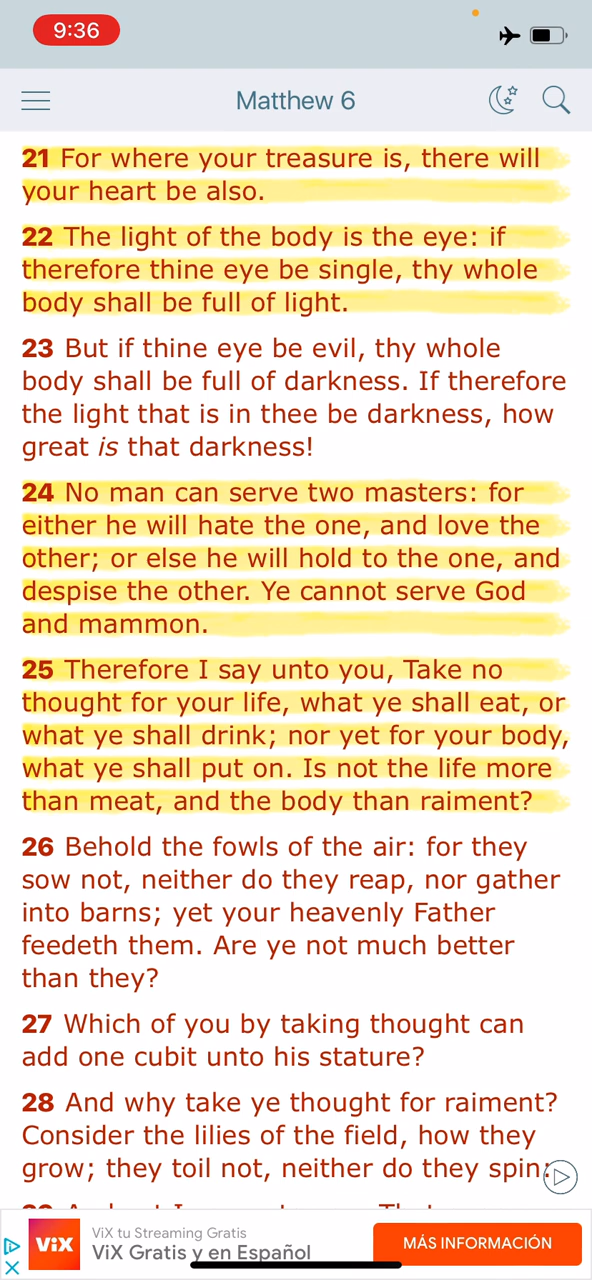 9:36
Matthew 6
21 For where your treasure is, there will
your heart be also.
22 The light of the body is the eye: if
therefore thine eye be single, thy whole
body shall be full of light.
23 But if thine eye be evil, thy whole
body shall be full of darkness. If therefore
the light that is in thee be darkness, how
great is that darkness!
24 No man can serve two masters: for
either he will hate the one, and love the
other; or else he will hold to the one, and
despise the other. Ye cannot serve God
and mammon.
25 Therefore I say unto you, Take no
thought for your life, what ye shall eat, or
what ye shall drink; nor yet for your body,
what ye shall put on. Is not the life more
than meat, and the body than raiment?
26 Behold the fowls of the air: for they
sow not, neither do they reap, nor gather
into barns; yet your heavenly Father
feedeth them. Are ye not much better
than they?
27 Which of you by taking thought can
add one cubit unto his stature?
28 And why take ye thought for raiment?
Consider the lilies of the field, how they
grow; they toil not, neither do they spin:
ViX
ViX tu Streaming Gratis
ViX Gratis y en Español
MÁS INFORMACIÓN